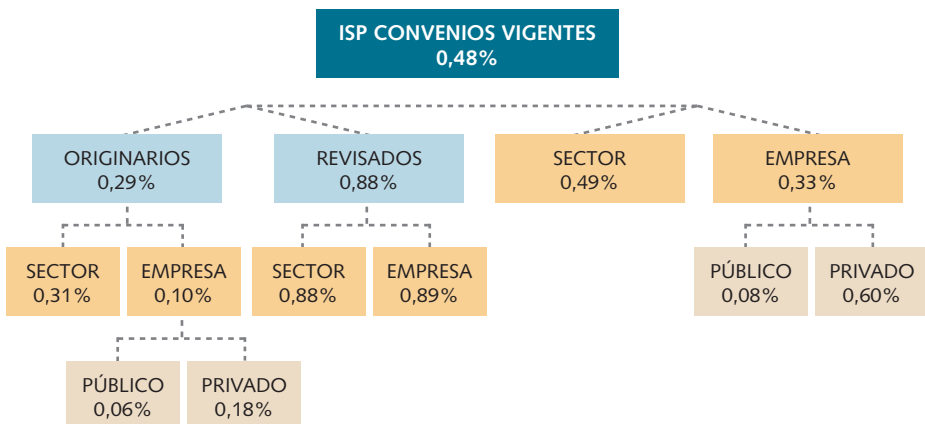 ISP CONVENIOS VIGENTES
0,48%
ORIGINARIOS
0,29%
REVISADOS
0,88%
SECTOR
0,49%
EMPRESA
0,33%
SECTOR
0,31%
EMPRESA
0,10%
SECTOR
0,88%
EMPRESA
0,89%
PÚBLICO
0,08%
PRIVADO
0,60%
PÚBLICO
0,06%
PRIVADO
0,18%